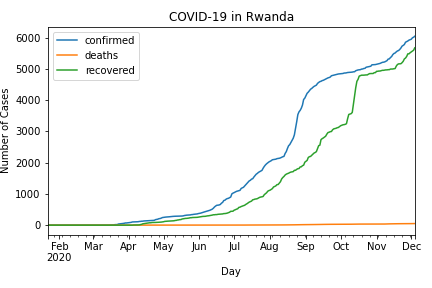 COVID-19 in Rwanda
confirmed
deaths
recovered
Number of Cases
6000
5000
4000
3000
2000
1000
0
Feb Mar Apr May Jun Jul Aug Sep Oct Nov Dec
2020
Day